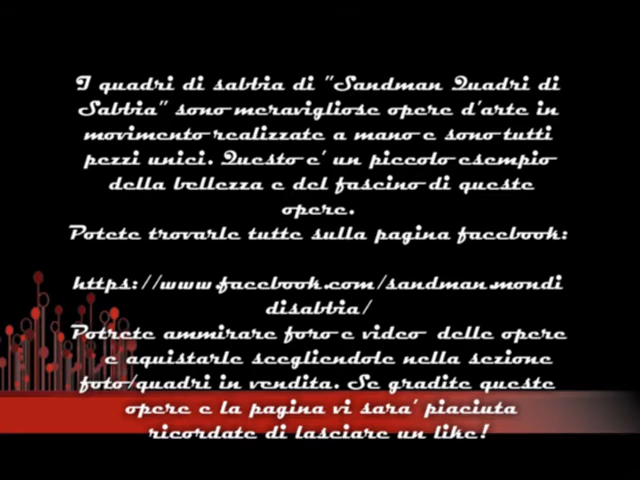 I quadri di sabbia di "Sandman Quadri di
Sabbia" sono meravigliose opere d'arte in
movimento realizzate a mano e sono tutti
pezzi unici. Questo e' un piccolo esempio
della bellezza e del fascino di queste
opere.
Potete trovarle tutte sulla pagina facebook:
https://www.facebook.com/sandman.mondi
disabbia/
Potrete ammirare foro e video delle opere
e aquistarle scegliendole nella sezione
foto/quadri in vendita. Se gradite queste
opere e la pagina vi sara' piaciuta
ricordate di lasciare un like!